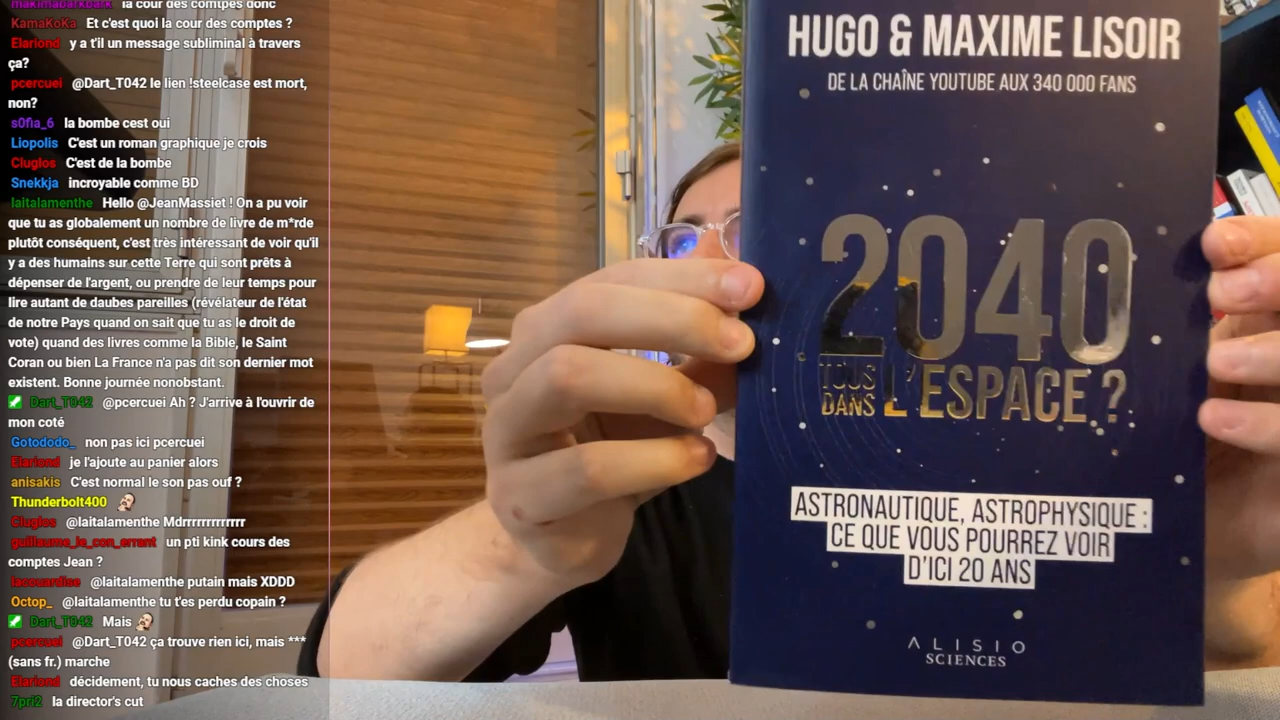 makimabarkbark la cour des comtpes donc
KamaKoKa Et c'est quoi la cour des comptes ?
Elariond y a t'il un message subliminal à travers
ça?
pcercuei @Dart_T042 le lien !steelcase est mort,
non?
s0fia_6 la bombe cest oui
Liopolis C'est un roman graphique je crois
Cluglos C'est de la bombe
Snekkja incroyable comme BD
laitalamenthe Hello @JeanMassiet ! On a pu voir
que tu as globalement un nombre de livre de m*rde
plutôt conséquent, c'est très intéressant de voir qu'il
y a des humains sur cette Terre qui sont prêts à
dépenser de l'argent, ou prendre de leur temps pour
lire autant de daubes pareilles (révélateur de l'état
de notre Pays quand on sait que tu as le droit de
vote) quand des livres comme la Bible, le Saint
Coran ou bien La France n'a pas dit son dernier mot
existent. Bonne journée nonobstant.
Dart_T042 @pcercuei Ah ? J'arrive à l'ouvrir de
mon coté
Gotododo_ non pas ici pcercuei
Elariond je l'ajoute au panier alors
anisakis C'est normal le son pas ouf ?
Thunderbolt400
Cluglos @laitalamenthe Mdrrrrrrrrrrrr
guillaume_le_con_errant un pti kink cours des
comptes Jean ?
lacouardise @laitalamenthe putain mais XDDD
Octop_ @laitalamenthe tu t'es perdu copain ?
Dart_T042 Mais
pcercuei @Dart_T042 ça trouve rien ici, mais ***
(sans fr.) marche
Elariond décidement, tu nous caches des choses
7pri2 la director's cut
HUGO & MAXIME LISOIR
DE LA CHAÎNE YOUTUBE AUX 340 000 FANS
2040
TOUS
DANS L'ESPACE ?
ASTRONAUTIQUE, ASTROPHYSIQUE :
CE QUE VOUS POURREZ VOIR
D'ICI 20 ANS
ALISIO
SCIENCES